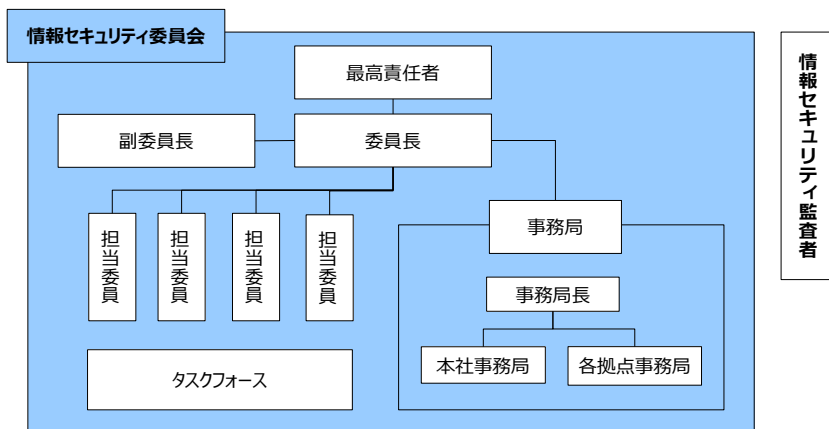 情報セキュリティ委員会
最高責任者
副委員長
委員長
担当委員
担当委員
担当委員
担当委員
事務局
事務局長
本社事務局
各拠点事務局
タスクフォース
情報セキュリティ監査者